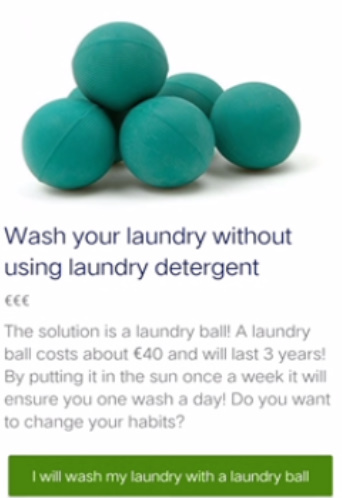 Wash your laundry without
using laundry detergent
€€€
The solution is a laundry ball! A laundry
ball costs about €40 and will last 3 years!
By putting it in the sun once a week it will
ensure you one wash a day! Do you want
to change your habits?
I will wash my laundry with a laundry ball